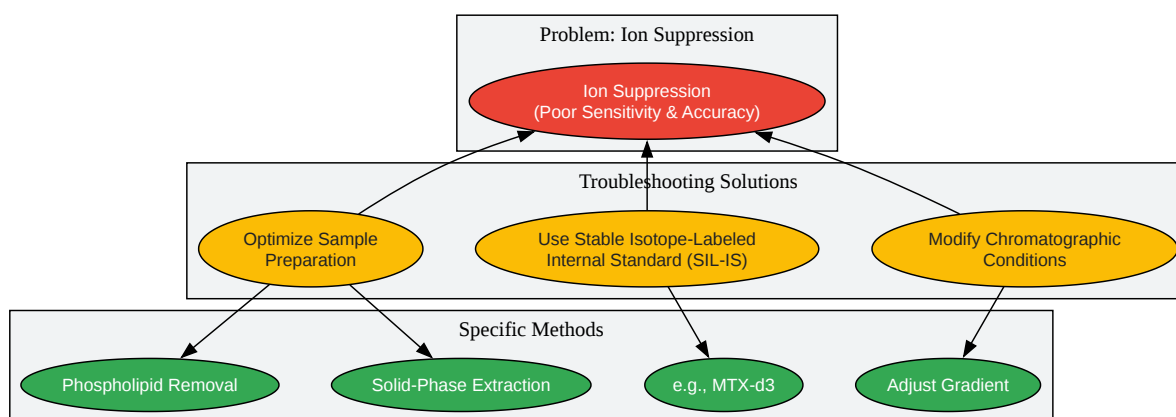 Problem: Ion Suppression
Ion Suppression
(Poor Sensitivity & Accuracy)
Troubleshooting Solutions
Optimize Sample
Preparation
Use Stable Isotope-Labeled
Internal Standard (SIL-IS)
Modify Chromatographic
Conditions
Specific Methods
Phospholipid Removal
Solid-Phase Extraction
e.g., MTX-d3
Adjust Gradient